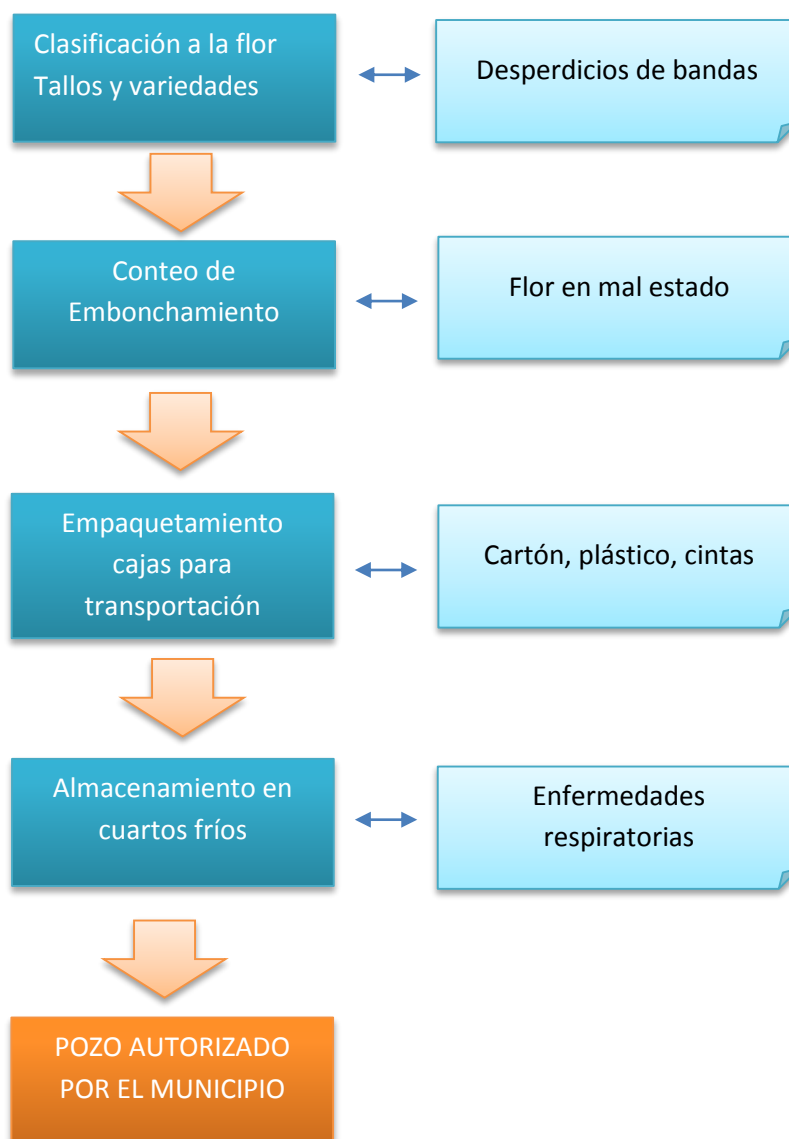 Clasificación a la flor
Tallos y variedades
Desperdicios de bandas
Conteo de
Embonchamiento
Flor en mal estado
Empaquetamiento
cajas para
transportación
Cartón, plástico, cintas
Almacenamiento en
cuartos fríos
Enfermedades
respiratorias
POZO AUTORIZADO
POR EL MUNICIPIO